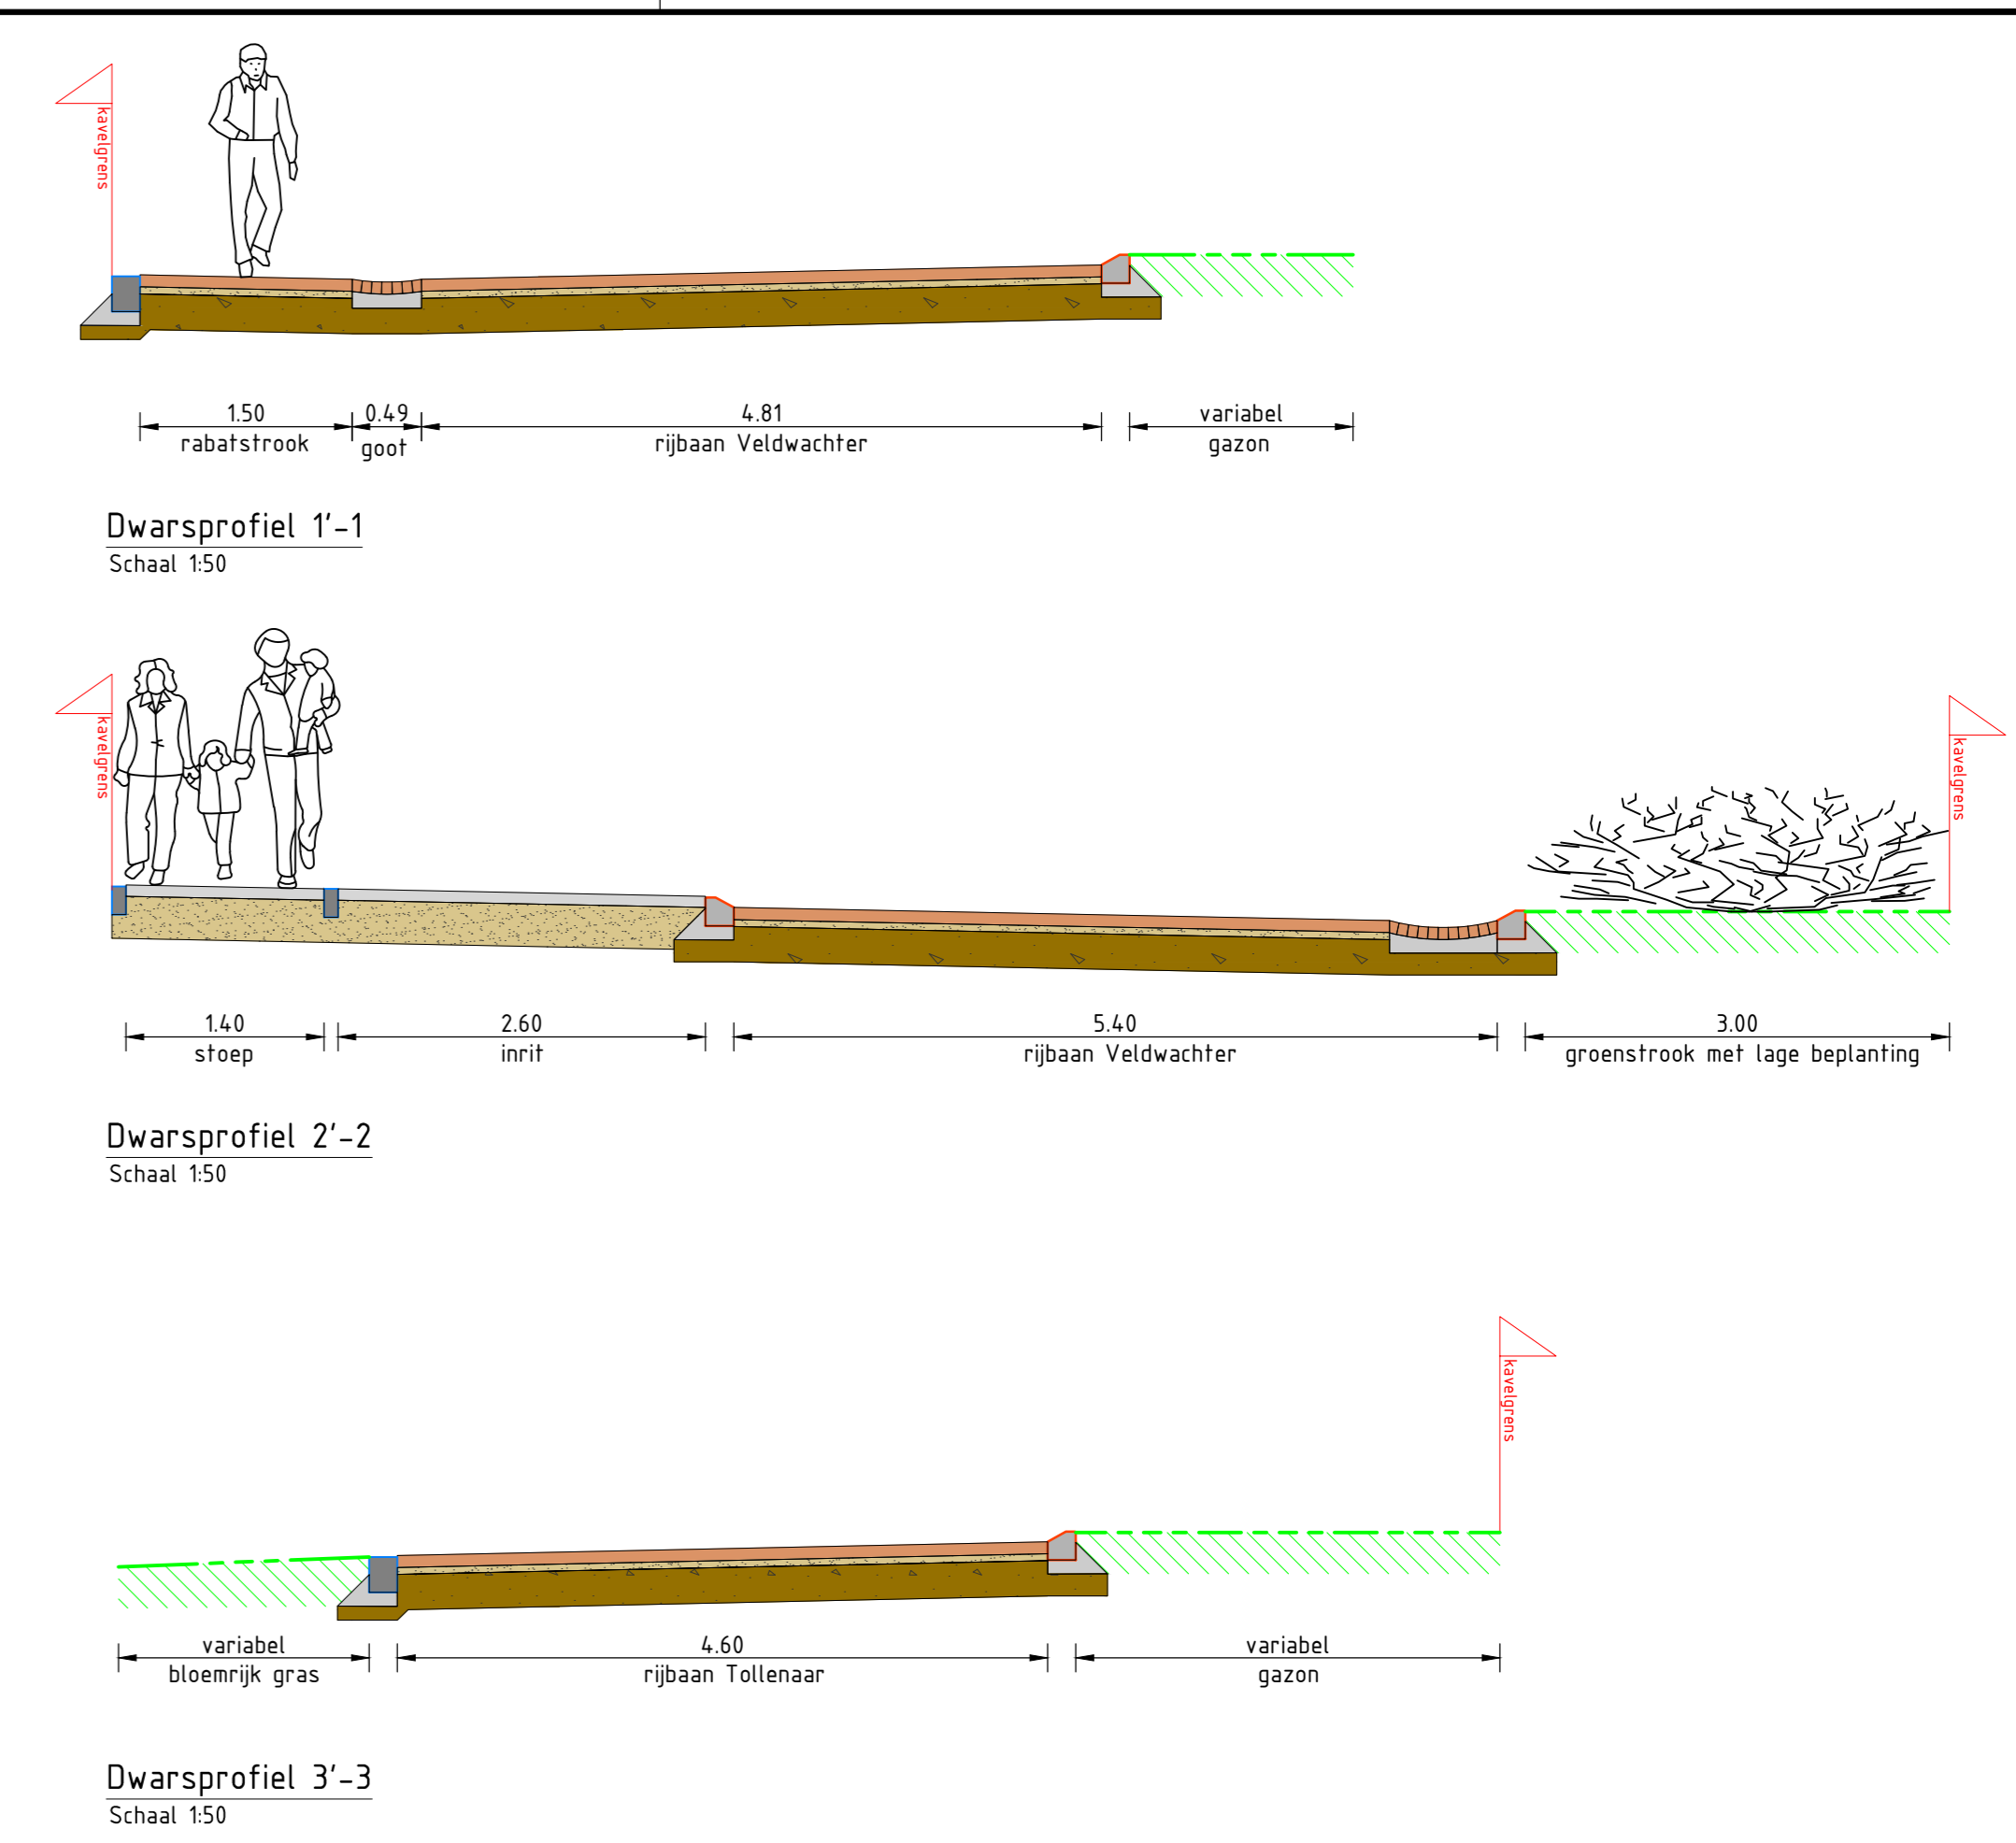 kavelgrens
1.50
0.49
4.81
variabel
rabatstrook
goot
rijbaan Veldwachter
gazon
Dwarsprofiel 1'-1
Schaal 1:50
kavelgrens
kavelgrens
1.40
2.60
5.40
3.00
stoep
inrit
rijbaan Veldwachter
groenstrook met lage beplanting
Dwarsprofiel 2'-2
Schaal 1:50
kavelgrens
variabel
4.60
variabel
bloemrijk gras
rijbaan Tollenaar
gazon
Dwarsprofiel 3'-3
Schaal 1:50